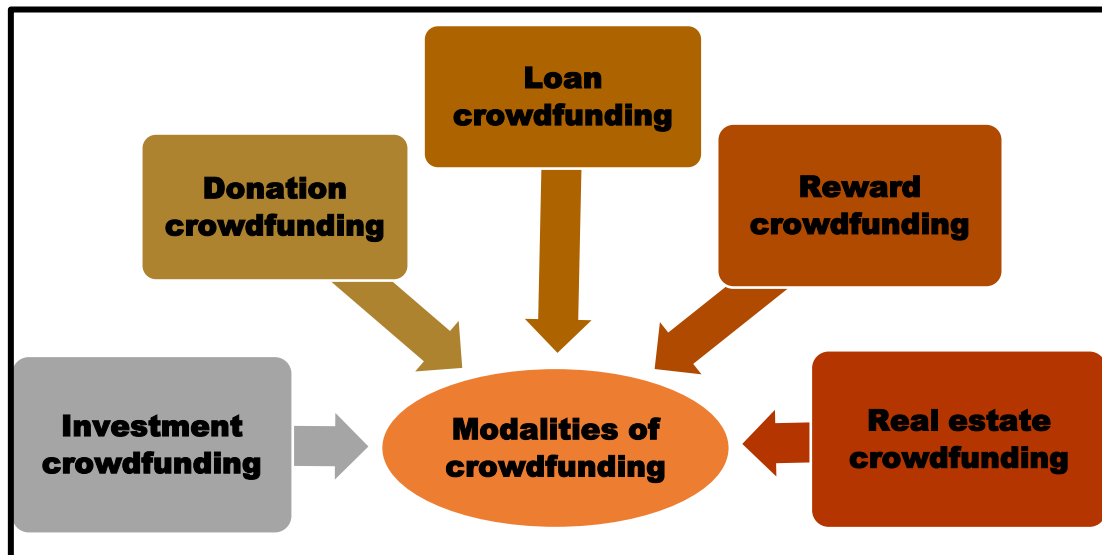 Loan
crowdfunding
Donation
crowdfunding
Reward
crowdfunding
Investment
crowdfunding
Modalities of
crowdfunding
Real estate
crowdfunding